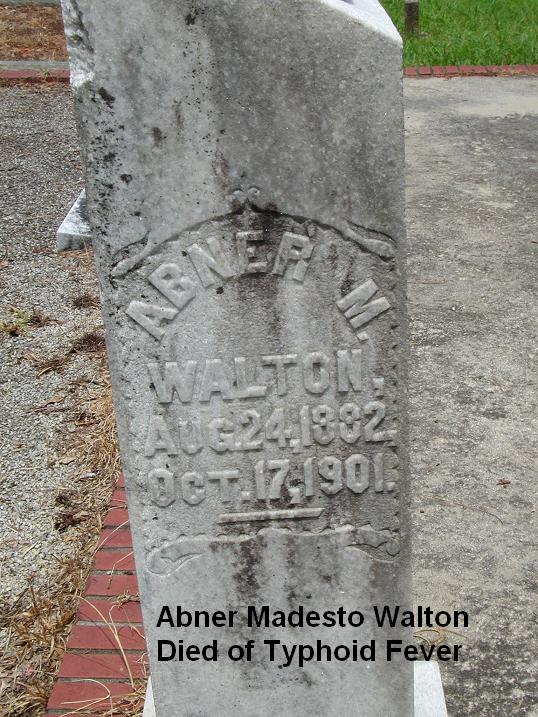 ABNER M.
WALTON.
AUG. 24, 1882.
OCT. 17, 1901.
Abner Madesto Walton
Died of Typhoid Fever